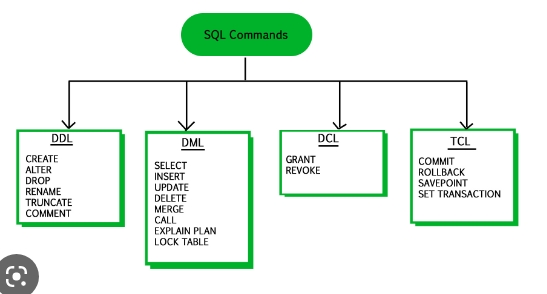 SQL Commands
DDL
CREATE
ALTER
DROP
RENAME
TRUNCATE
COMMENT
DML
SELECT
INSERT
UPDATE
DELETE
MERGE
CALL
EXPLAIN PLAN
LOCK TABLE
DCL
GRANT
REVOKE
TCL
COMMIT
ROLLBACK
SAVEPOINT
SET TRANSACTION